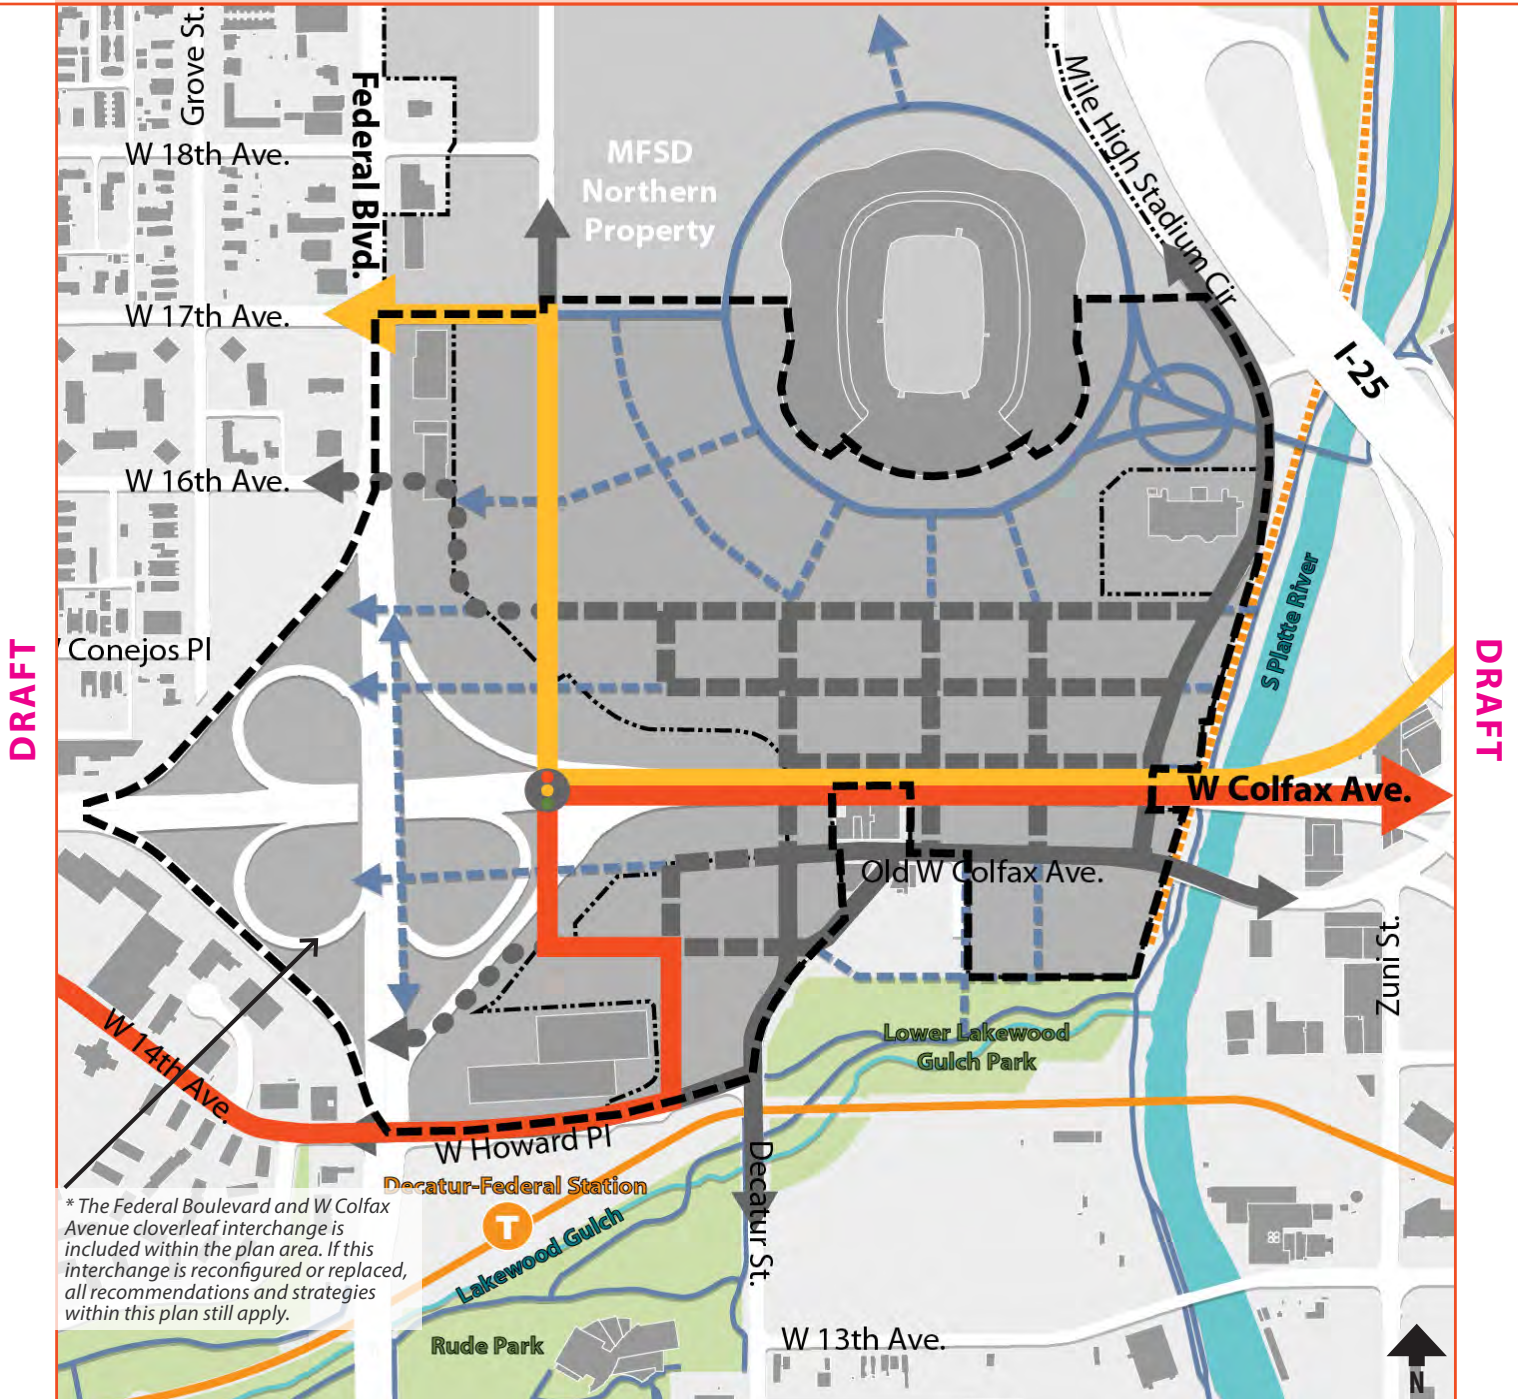 Grove St.
Federal Blvd.
W 18th Ave.
MFSD
Northern
Property
Mile High Stadium Cir
W 17th Ave.
I-25
W 16th Ave.
S Platte River
Conejos Pl
DRAFT
DRAFT
W Colfax Ave.
Old W Colfax Ave.
Zuni St.
Lower Lakewood
Gulch Park
W 14th Ave.
W Howard Pl
Decatur-Federal Station
T
Decatur St.
Lakewood Gulch
* The Federal Boulevard and W Colfax
Avenue cloverleaf interchange is
included within the plan area. If this
interchange is reconfigured or replaced,
all recommendations and strategies
within this plan still apply.
Rude Park
W 13th Ave.
N